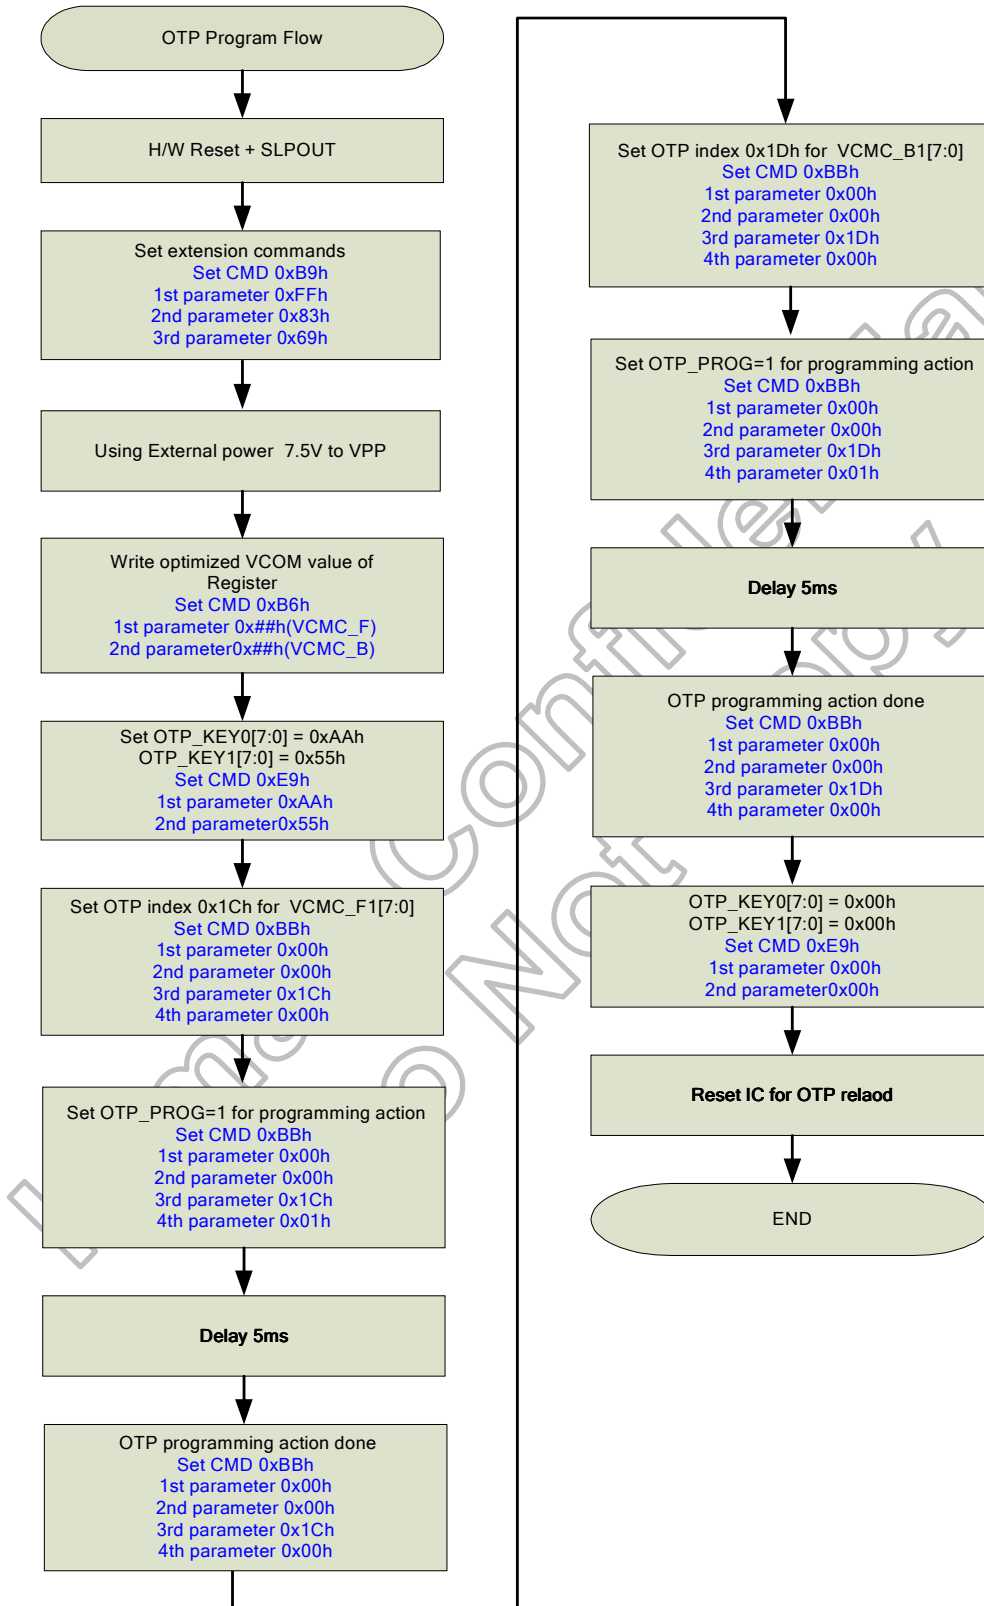 OTP Program Flow
H/W Reset + SLPOUT
Set extension commands
Set CMD 0xB9h
1st parameter 0xFFh
2nd parameter 0x83h
3rd parameter 0x69h
Using External power 7.5V to VPP
Write optimized VCOM value of
Register
Set CMD 0xB6h
1st parameter 0x##h(VCMC_F)
2nd parameter0x##h(VCMC_B)
Set OTP_KEY0[7:0] = 0xAAh
OTP_KEY1[7:0] = 0x55h
Set CMD 0xE9h
1st parameter 0xAAh
2nd parameter0x55h
Set OTP index 0x1Ch for VCMC_F1[7:0]
Set CMD 0xBBh
1st parameter 0x00h
2nd parameter 0x00h
3rd parameter 0x1Ch
4th parameter 0x00h
Set OTP_PROG=1 for programming action
Set CMD 0xBBh
1st parameter 0x00h
2nd parameter 0x00h
3rd parameter 0x1Ch
4th parameter 0x01h
Delay 5ms
OTP programming action done
Set CMD 0xBBh
1st parameter 0x00h
2nd parameter 0x00h
3rd parameter 0x1Ch
4th parameter 0x00h
Set OTP index 0x1Dh for VCMC_B1[7:0]
Set CMD 0xBBh
1st parameter 0x00h
2nd parameter 0x00h
3rd parameter 0x1Dh
4th parameter 0x00h
Set OTP_PROG=1 for programming action
Set CMD 0xBBh
1st parameter 0x00h
2nd parameter 0x00h
3rd parameter 0x1Dh
4th parameter 0x01h
Delay 5ms
OTP programming action done
Set CMD 0xBBh
1st parameter 0x00h
2nd parameter 0x00h
3rd parameter 0x1Dh
4th parameter 0x00h
OTP_KEY0[7:0] = 0x00h
OTP_KEY1[7:0] = 0x00h
Set CMD 0xE9h
1st parameter 0x00h
2nd parameter0x00h
Reset IC for OTP relaod
END